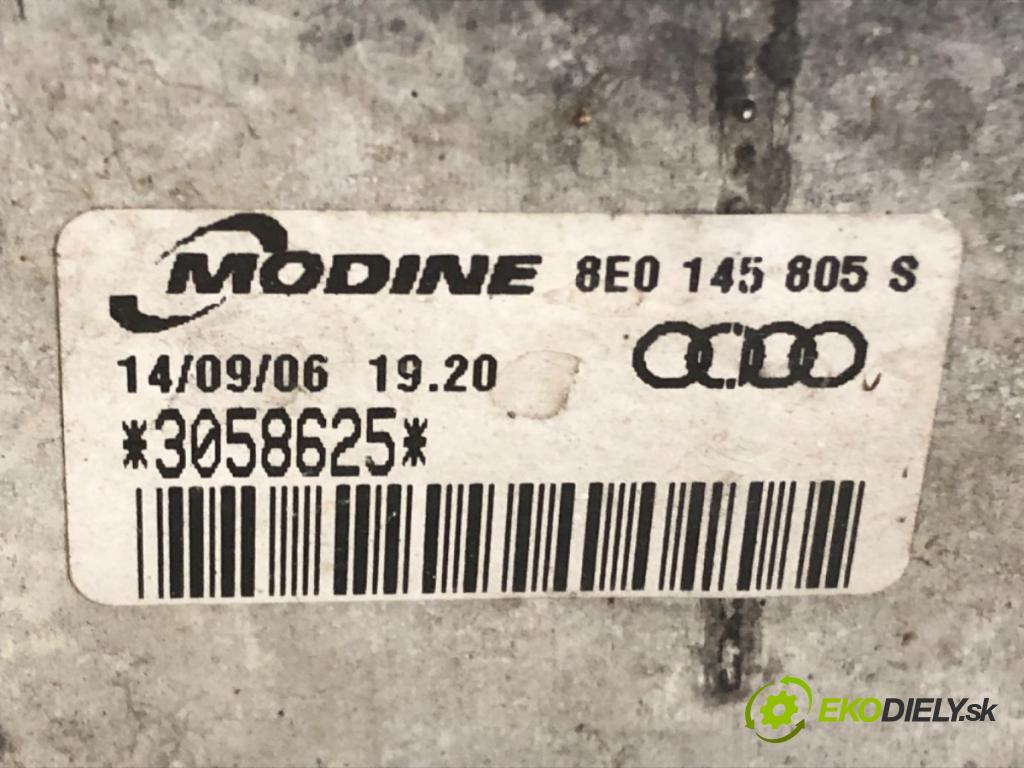 MODINE 8E0 145 805 S
14/09/06 19.20
*3058625*
EKODIELY.sk